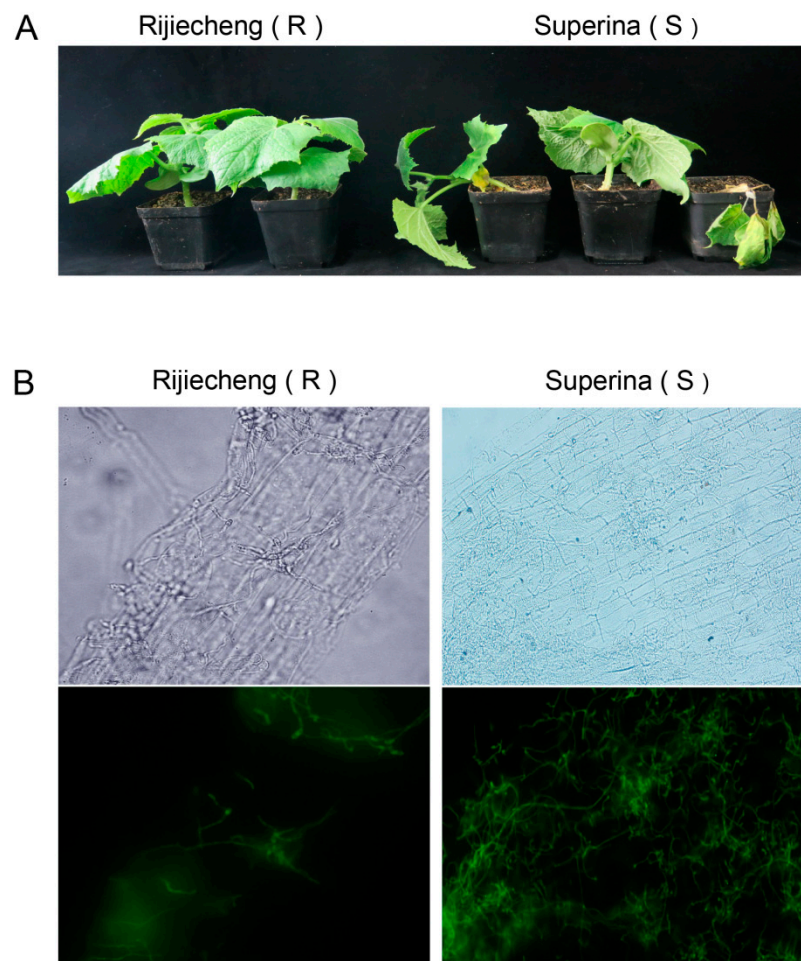 A
Rijiecheng ( R )
Superina ( S )
B
Rijiecheng ( R )
Superina ( S )